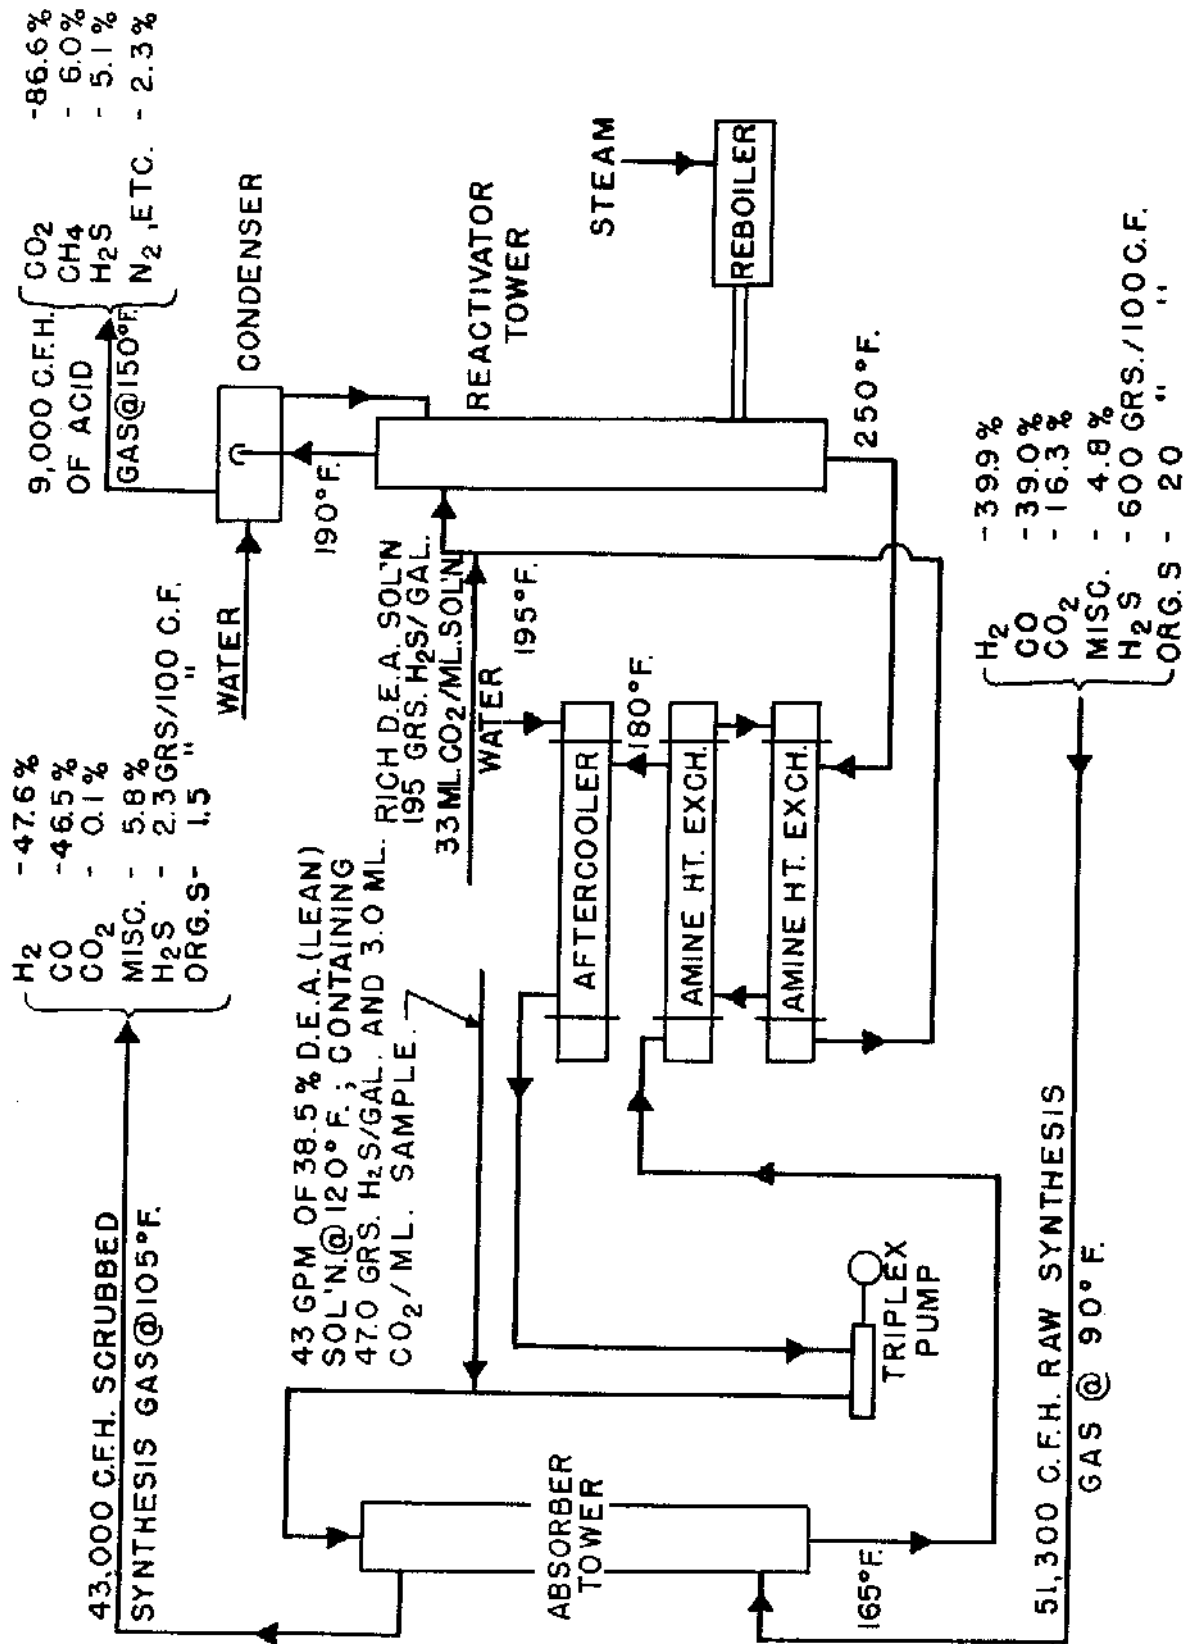 43,000 C.F.H. SCRUBBED
SYNTHESIS GAS@105°F.
H2 -47.6%
CO -46.5%
CO2 - 0.1%
MISC. - 5.8%
H2S - 2.3GRS/100 C.F.
ORG.S- 1.5 " "
9,000 C.F.H.
OF ACID
GAS@150°F.
CO2 -86.6%
CH4 - 6.0%
H2S - 5.1%
N2,ETC. - 2.3%
WATER
CONDENSER
190°F.
43 GPM OF 38.5% D.E.A.(LEAN)
SOL'N.@120°F.; CONTAINING
47.0 GRS. H2S/GAL. AND 3.0 ML.
CO2/ML. SAMPLE.
RICH D.E.A. SOL'N
195 GRS. H2S/GAL.
33ML.CO2/ML.SOL'N.
WATER
195°F.
REACTIVATOR
TOWER
STEAM
REBOILER
AFTERCOOLER
180°F.
AMINE HT. EXCH.
AMINE HT. EXCH.
250°F.
ABSORBER
TOWER
TRIPLEX
PUMP
165°F.
51,300 C.F.H. RAW SYNTHESIS
GAS @ 90°F.
H2 -39.9%
CO -39.0%
CO2 -16.3%
MISC. - 4.8%
H2S -600 GRS./100C.F.
ORG.S - 20 " "